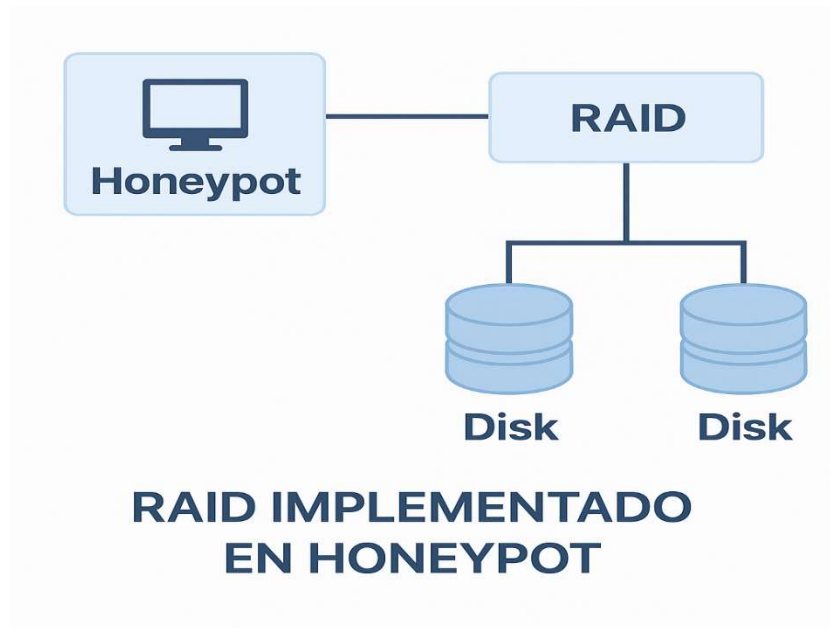 Honeypot
RAID
Disk
Disk
RAID IMPLEMENTADO
EN HONEYPOT